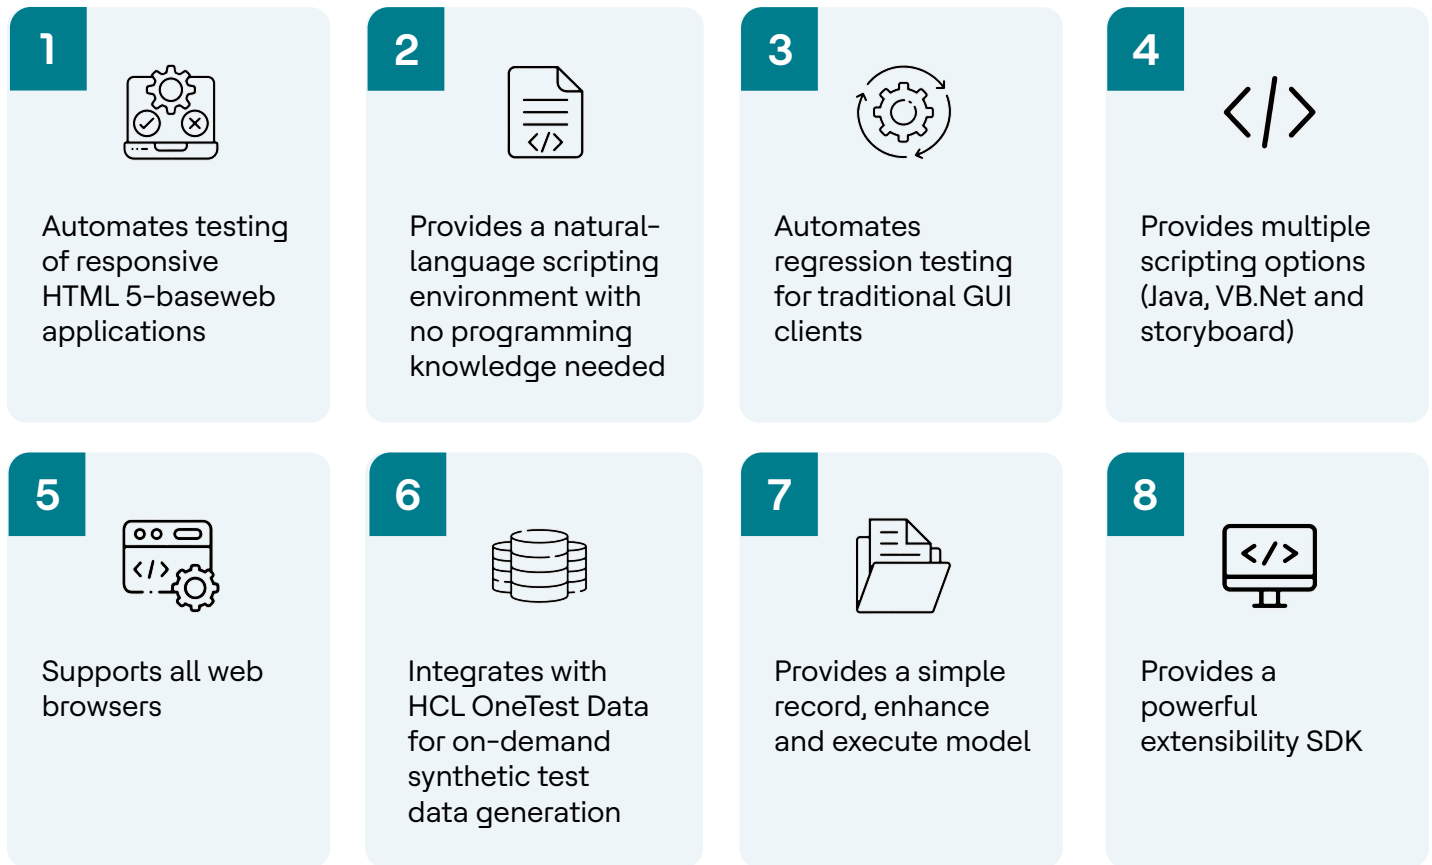 1
Automates testing
of responsive
HTML 5-baseweb
applications
2
Provides a natural-
language scripting
environment with
no programming
knowledge needed
3
Automates
regression testing
for traditional GUI
clients
4
</>
Provides multiple
scripting options
(Java, VB.Net and
storyboard)
5
Supports all web
browsers
6
Integrates with
HCL OneTest Data
for on-demand
synthetic test
data generation
7
Provides a simple
record, enhance
and execute model
8
Provides a
powerful
extensibility SDK